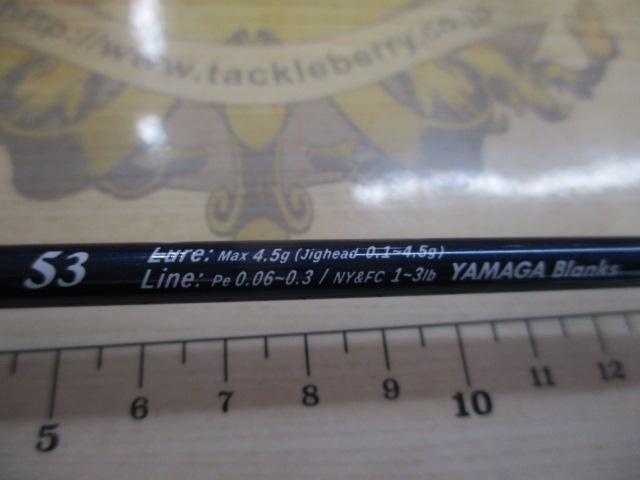 http://www.tackleberry.co.jp
53
Lure: Max 4.5g (Jighead 0.1~4.5g)
Line: Pe 0.06~0.3 / NY&FC 1~3lb YAMAGA Blanks
5 6 7 8 9 10 11 12